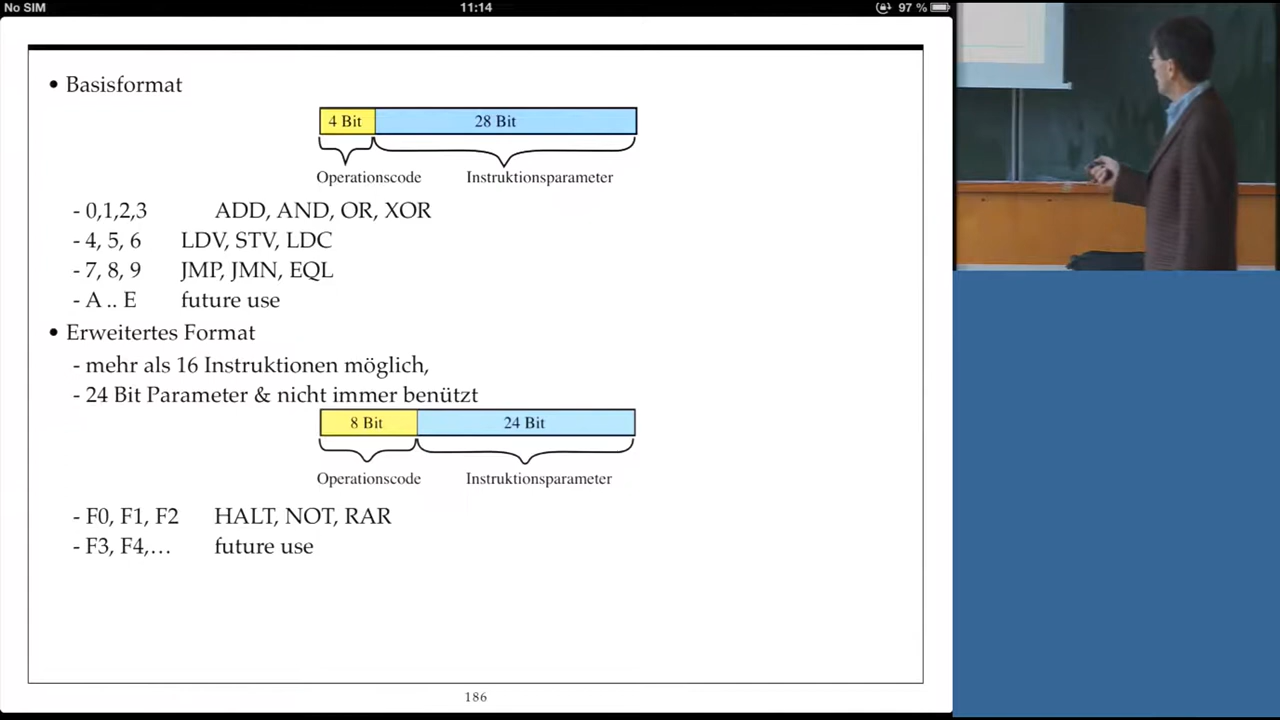 No SIM 11:14 97 %
• Basisformat
4 Bit 28 Bit
Operationscode Instruktionsparameter
- 0,1,2,3 ADD, AND, OR, XOR
- 4, 5, 6 LDV, STV, LDC
- 7, 8, 9 JMP, JMN, EQL
- A .. E future use
• Erweitertes Format
- mehr als 16 Instruktionen möglich,
- 24 Bit Parameter & nicht immer benützt
8 Bit 24 Bit
Operationscode Instruktionsparameter
- F0, F1, F2 HALT, NOT, RAR
- F3, F4,… future use
186